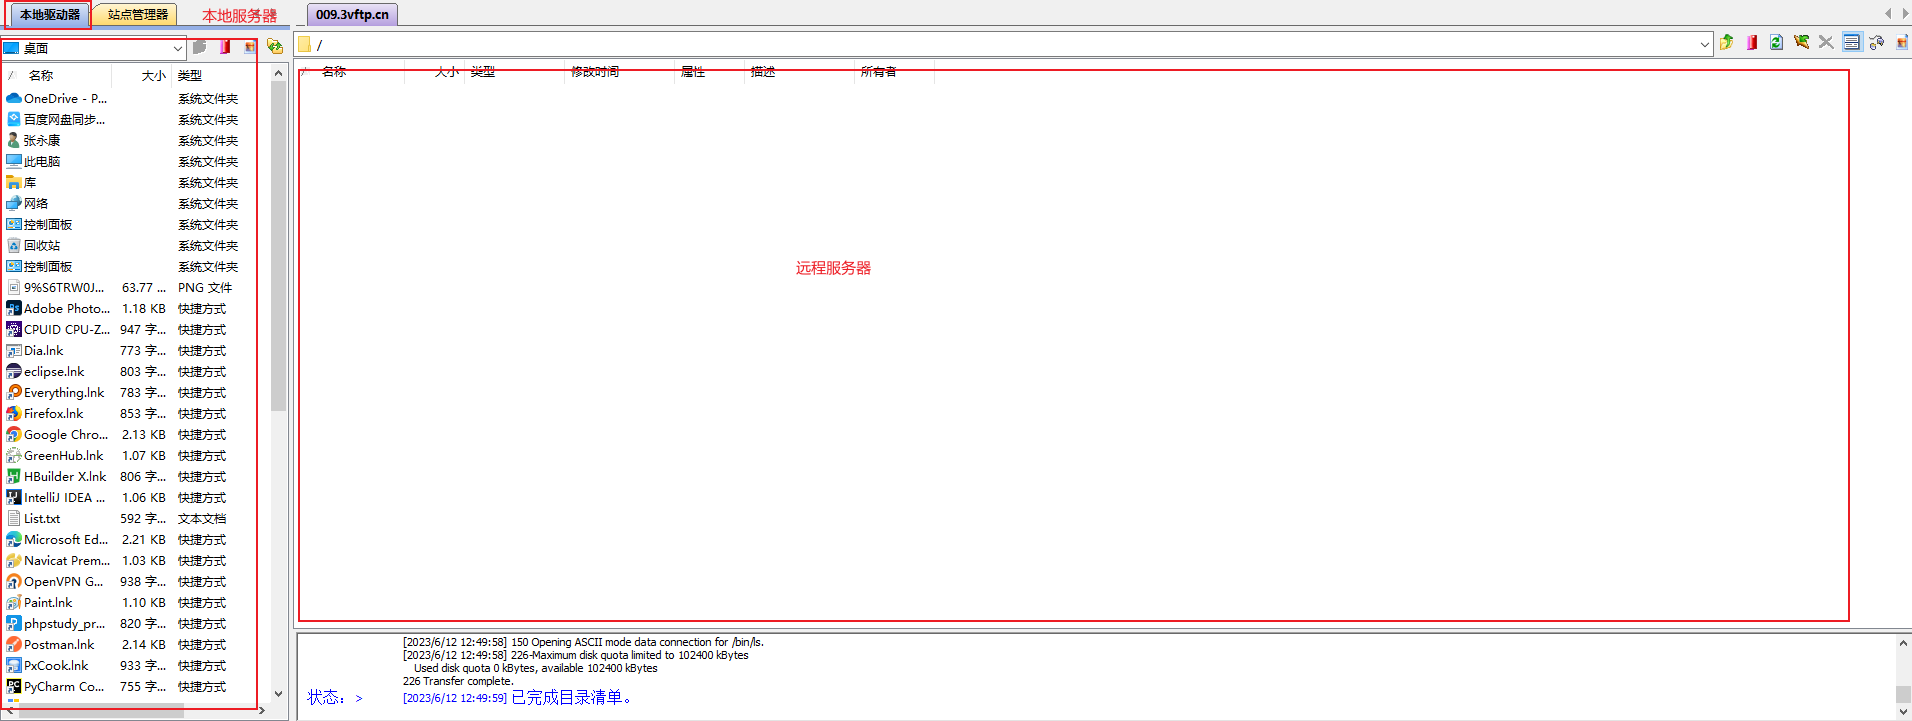 本地驱动器 站点管理器 本地服务器 009.3vftp.cn
桌面
/
/ 名称 大小 类型
/ 名称 大小 类型 修改时间 属性 描述 所有者
OneDrive - P... 系统文件夹
百度网盘同步... 系统文件夹
张永康 系统文件夹
此电脑 系统文件夹
库 系统文件夹
网络 系统文件夹
控制面板 系统文件夹
回收站 系统文件夹
控制面板 系统文件夹
9%S6TRW0J... 63.77 ... PNG 文件
Adobe Photo... 1.18 KB 快捷方式
CPUID CPU-Z... 947 字... 快捷方式
Dia.lnk 773 字... 快捷方式
eclipse.lnk 803 字... 快捷方式
Everything.lnk 783 字... 快捷方式
Firefox.lnk 853 字... 快捷方式
Google Chro... 2.13 KB 快捷方式
GreenHub.lnk 1.07 KB 快捷方式
HBuilder X.lnk 806 字... 快捷方式
IntelliJ IDEA ... 1.06 KB 快捷方式
List.txt 592 字... 文本文档
Microsoft Ed... 2.21 KB 快捷方式
Navicat Prem... 1.03 KB 快捷方式
OpenVPN G... 938 字... 快捷方式
Paint.lnk 1.10 KB 快捷方式
phpstudy_pr... 820 字... 快捷方式
Postman.lnk 2.14 KB 快捷方式
PxCook.lnk 933 字... 快捷方式
PyCharm Co... 755 字... 快捷方式
远程服务器
[2023/6/12 12:49:58] 150 Opening ASCII mode data connection for /bin/ls.
[2023/6/12 12:49:58] 226-Maximum disk quota limited to 102400 kBytes
Used disk quota 0 kBytes, available 102400 kBytes
226 Transfer complete.
状态：> [2023/6/12 12:49:59] 已完成目录清单。